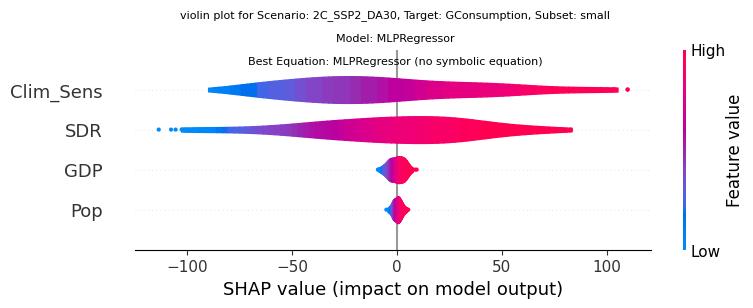 violin plot for Scenario: 2C_SSP2_DA30, Target: GConsumption, Subset: small
Model: MLPRegressor
Best Equation: MLPRegressor (no symbolic equation)
High
Clim_Sens
SDR
GDP
Pop
Feature value
Low
−100 −50 0 50 100
SHAP value (impact on model output)